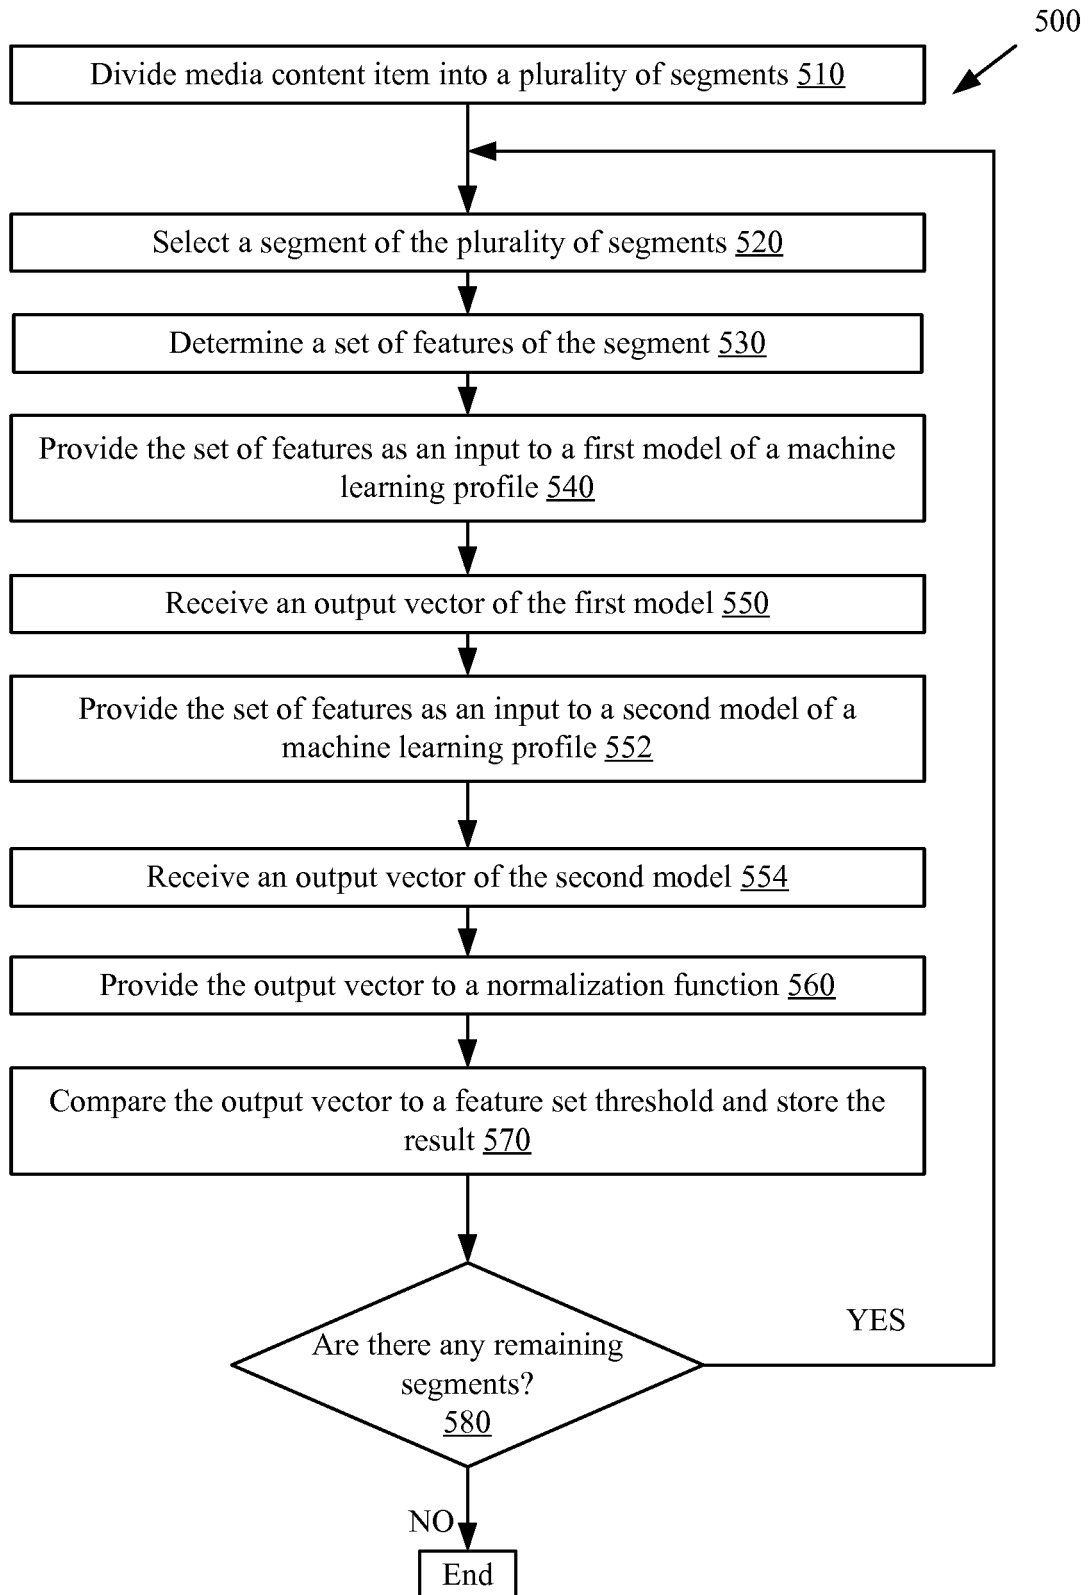 500
Divide media content item into a plurality of segments 510
Select a segment of the plurality of segments 520
Determine a set of features of the segment 530
Provide the set of features as an input to a first model of a machine
learning profile 540
Receive an output vector of the first model 550
Provide the set of features as an input to a second model of a
machine learning profile 552
Receive an output vector of the second model 554
Provide the output vector to a normalization function 560
Compare the output vector to a feature set threshold and store the
result 570
Are there any remaining
segments?
580
YES
NO
End